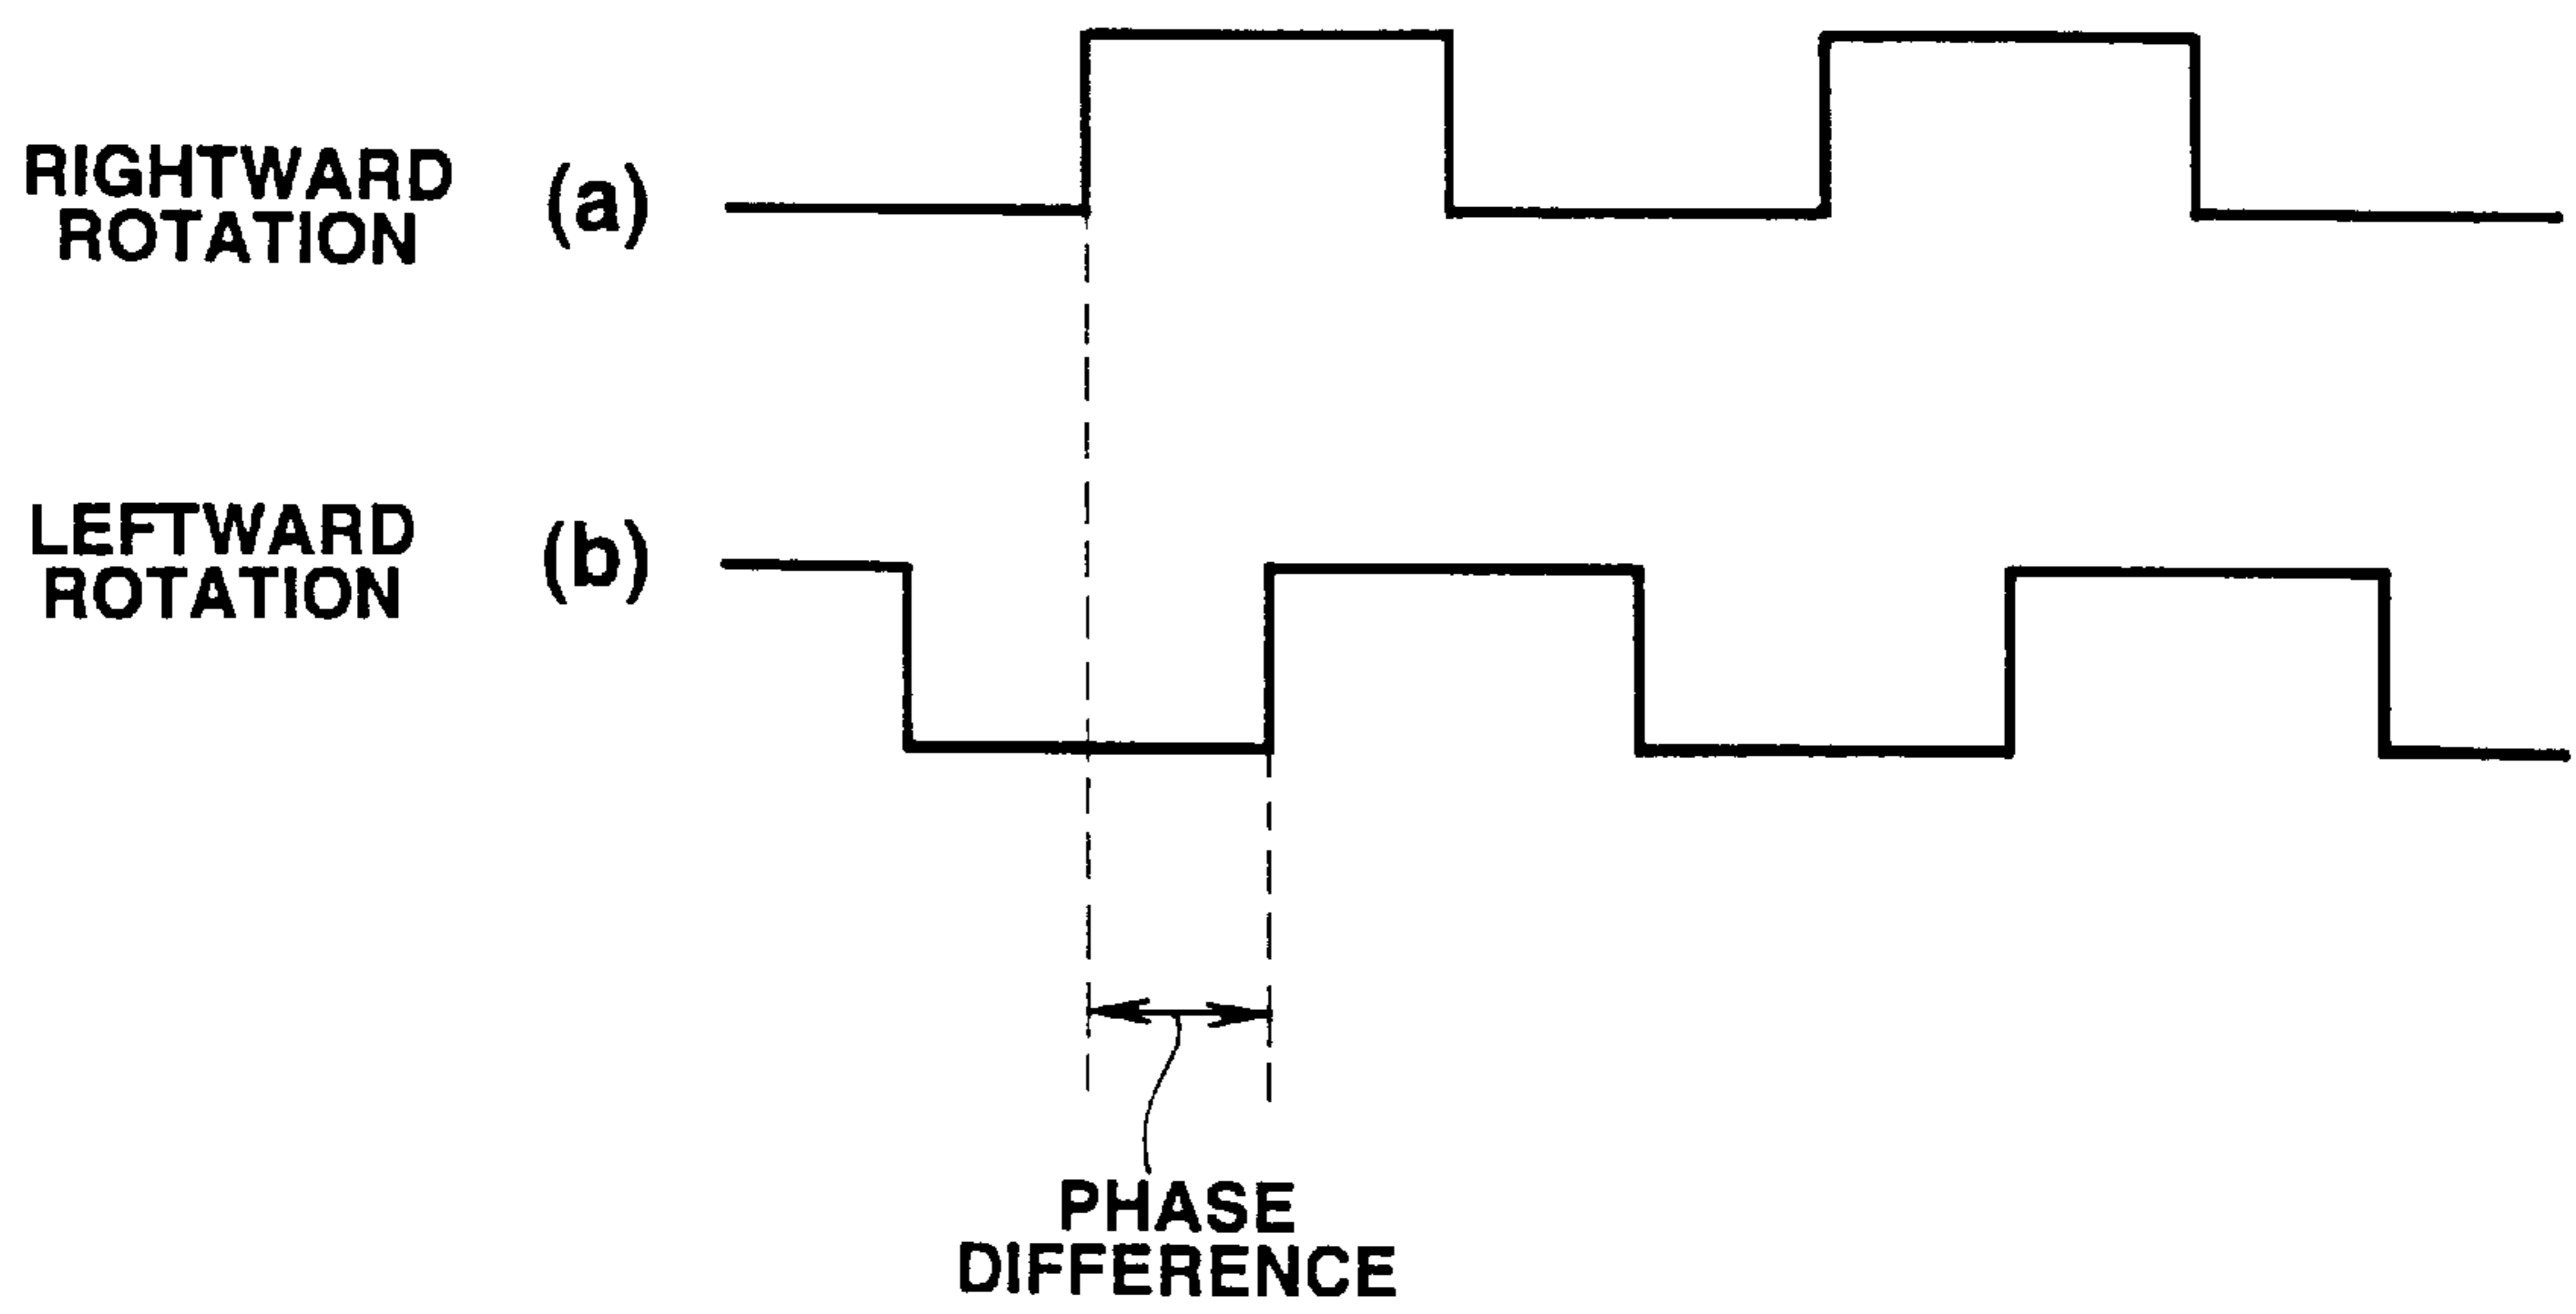 RIGHTWARD
ROTATION
(a)
LEFTWARD
ROTATION
(b)
PHASE
DIFFERENCE